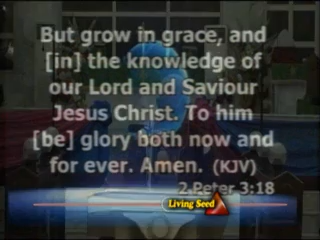 But grow in grace, and
[in] the knowledge of
our Lord and Saviour
Jesus Christ. To him
[be] glory both now and
for ever. Amen. (KJV)
2 Peter 3:18
Living Seed